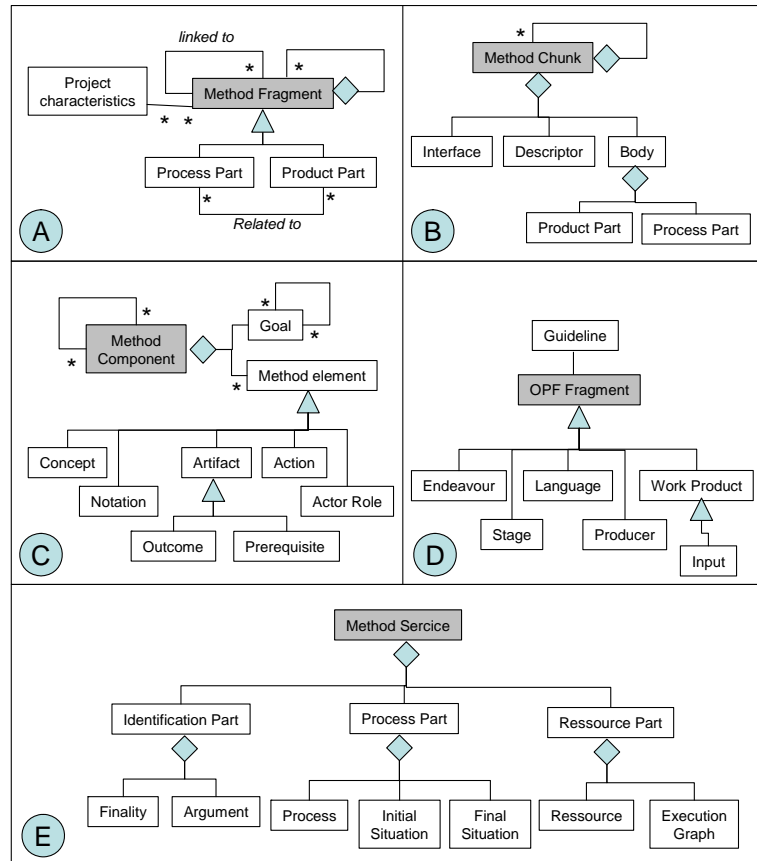 linked to
*
*
Project
characteristics
Method Fragment
* *
Process Part
Product Part
*
*
Related to
A
*
Method Chunk
Interface
Descriptor
Body
Product Part
Process Part
B
*
*
Method
Component
*
Goal
*
*
Method element
Concept
Artifact
Action
Notation
Actor Role
Outcome
Prerequisite
C
Guideline
OPF Fragment
Endeavour
Language
Work Product
Stage
Producer
Input
D
Method Sercice
Identification Part
Process Part
Ressource Part
Finality
Argument
Process
Initial
Situation
Final
Situation
Ressource
Execution
Graph
E